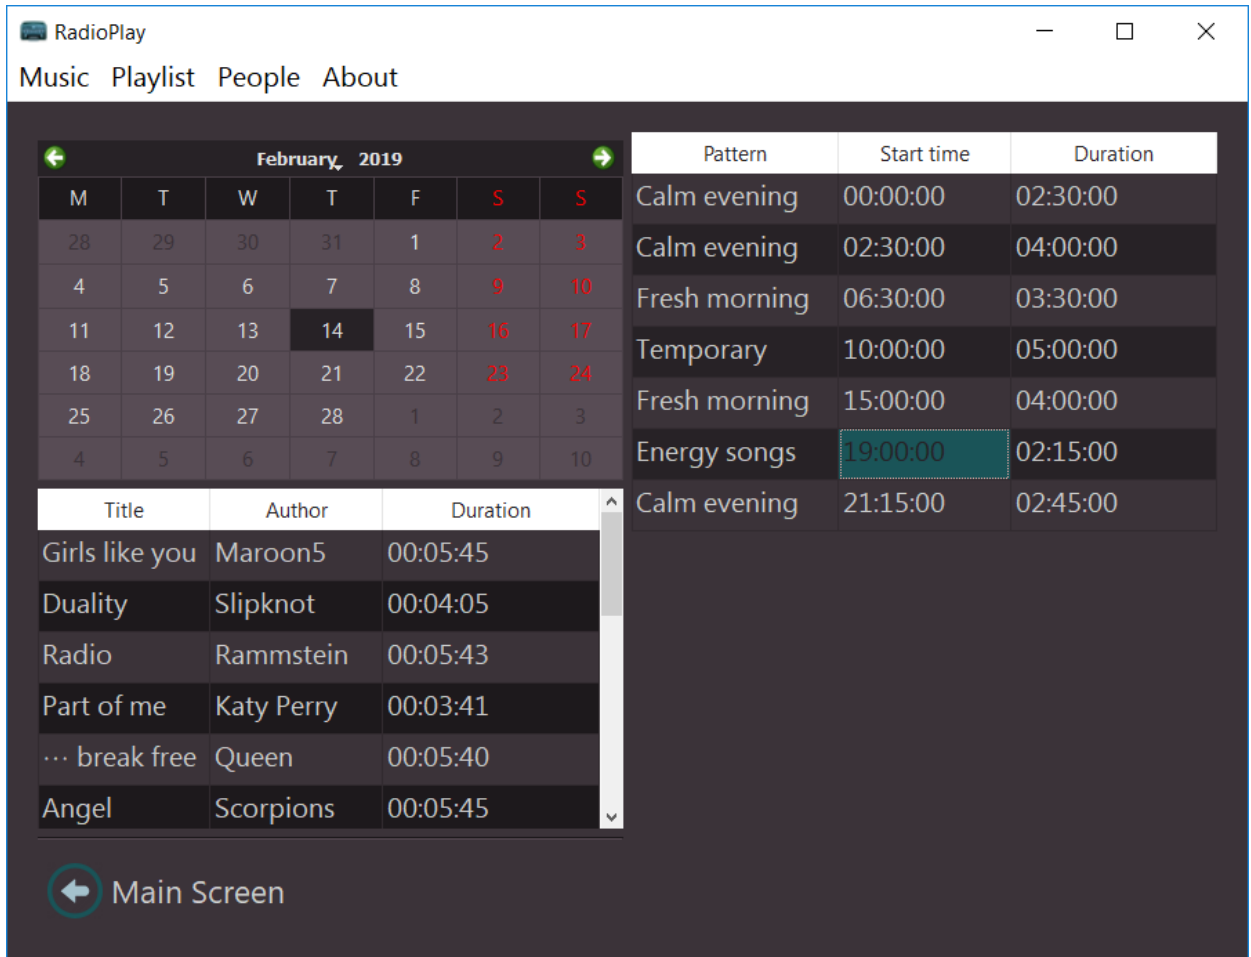 RadioPlay
Music Playlist People About
February 2019
M T W T F S S
28 29 30 31 1 2 3
4 5 6 7 8 9 10
11 12 13 14 15 16 17
18 19 20 21 22 23 24
25 26 27 28 1 2 3
4 5 6 7 8 9 10
Title Author Duration
Girls like you Maroon5 00:05:45
Duality Slipknot 00:04:05
Radio Rammstein 00:05:43
Part of me Katy Perry 00:03:41
··· break free Queen 00:05:40
Angel Scorpions 00:05:45
Main Screen
Pattern Start time Duration
Calm evening 00:00:00 02:30:00
Calm evening 02:30:00 04:00:00
Fresh morning 06:30:00 03:30:00
Temporary 10:00:00 05:00:00
Fresh morning 15:00:00 04:00:00
Energy songs 19:00:00 02:15:00
Calm evening 21:15:00 02:45:00